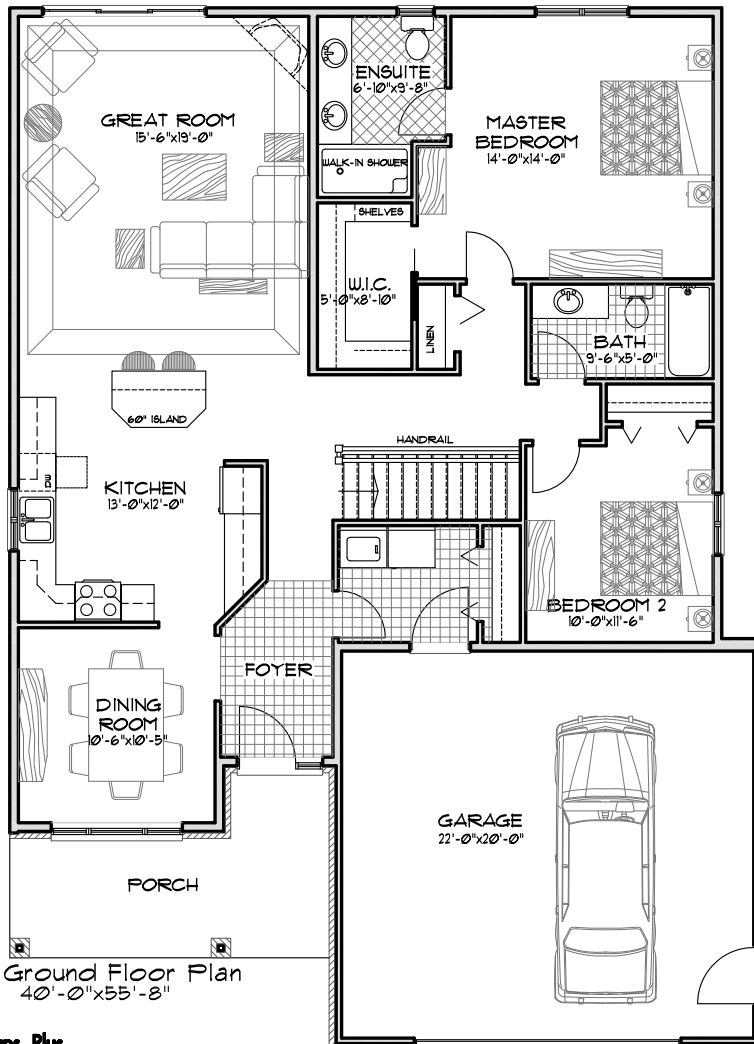 GREAT ROOM
15'-6"x19'-0"
ENSUITE
6'-10"x9'-8"
WALK-IN SHOWER
MASTER
BEDROOM
14'-0"x14'-0"
SHELVES
W.I.C.
5'-0"x8'-10"
LINEN
BATH
9'-6"x5'-0"
60" ISLAND
HANDRAIL
DW
KITCHEN
13'-0"x12'-0"
BEDROOM 2
10'-0"x11'-6"
FOYER
DINING
ROOM
10'-6"x10'-5"
GARAGE
22'-0"x20'-0"
PORCH
Ground Floor Plan
40'-0"x55'-8"
Plus